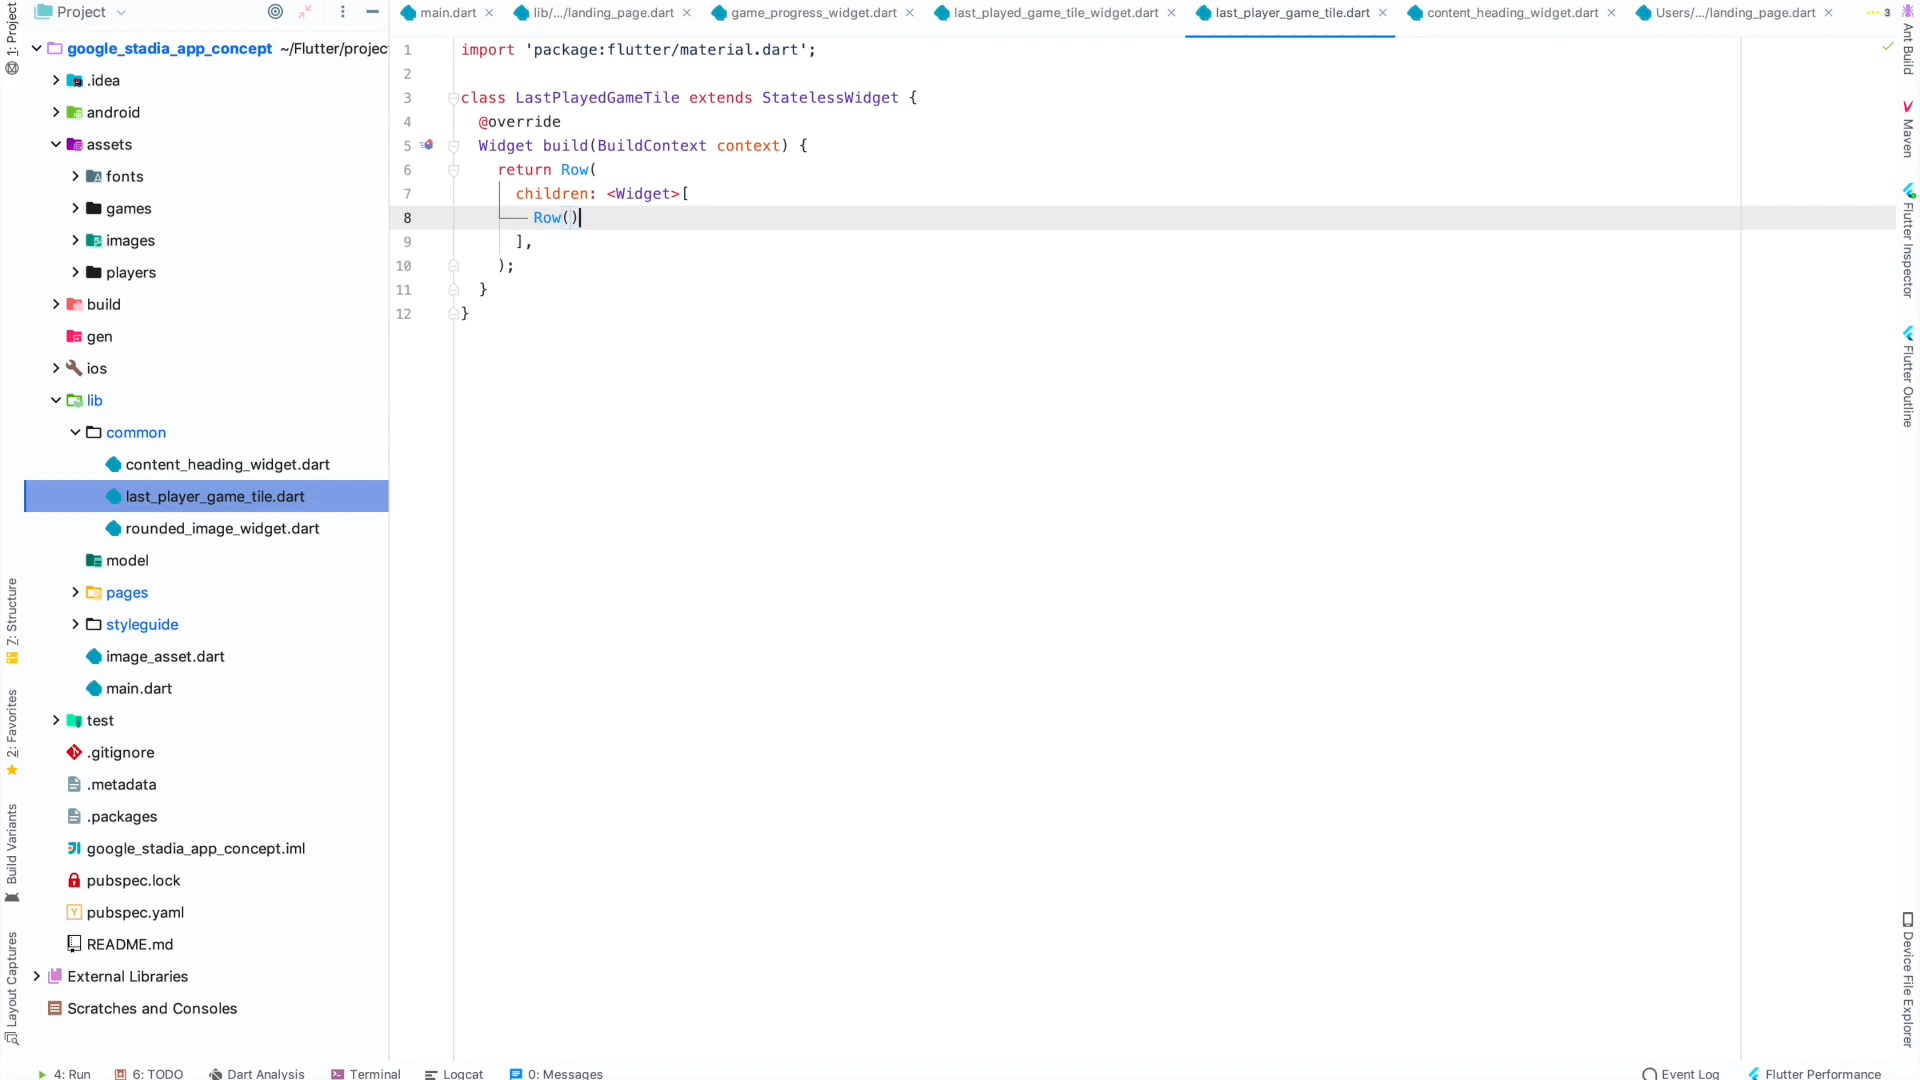 Project
main.dart
lib/.../landing_page.dart
game_progress_widget.dart
last_played_game_tile_widget.dart
last_player_game_tile.dart
content_heading_widget.dart
Users/.../landing_page.dart
3
1: Project
Z: Structure
2: Favorites
Build Variants
Layout Captures
google_stadia_app_concept ~/Flutter/projec
.idea
android
assets
fonts
games
images
players
build
gen
ios
lib
common
content_heading_widget.dart
last_player_game_tile.dart
rounded_image_widget.dart
model
pages
styleguide
image_asset.dart
main.dart
test
.gitignore
.metadata
.packages
google_stadia_app_concept.iml
pubspec.lock
pubspec.yaml
README.md
External Libraries
Scratches and Consoles
1 import 'package:flutter/material.dart';
2
3 class LastPlayedGameTile extends StatelessWidget {
4 @override
5 Widget build(BuildContext context) {
6 return Row(
7 children: <Widget>[
8 Row()
9 ],
10 );
11 }
12 }
Ant Build
Maven
Flutter Inspector
Flutter Outline
Device File Explorer
4: Run
6: TODO
Dart Analysis
Terminal
Logcat
0: Messages
Event Log
Flutter Performance